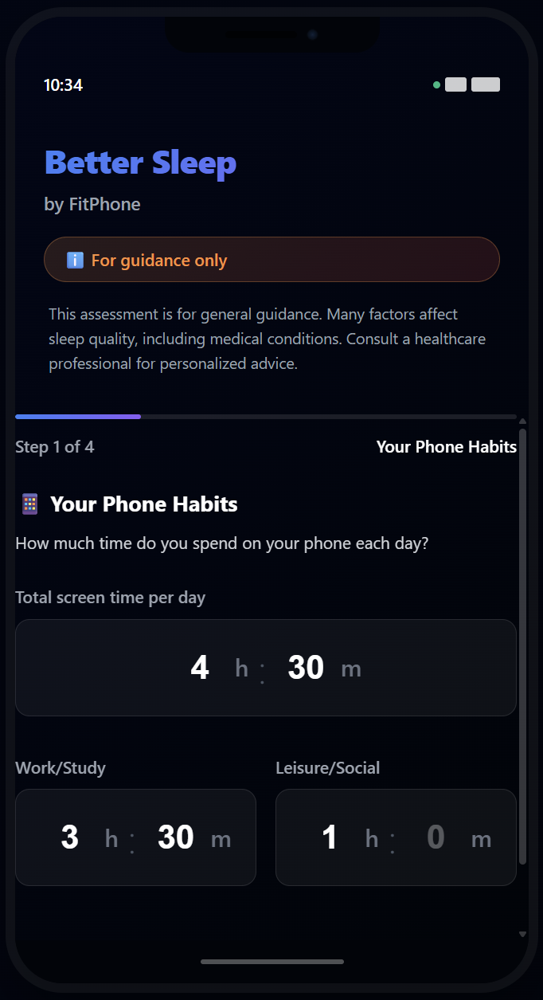 10:34
Better Sleep
by FitPhone
ℹ️ For guidance only
This assessment is for general guidance. Many factors affect
sleep quality, including medical conditions. Consult a healthcare
professional for personalized advice.
Step 1 of 4
Your Phone Habits
Your Phone Habits
How much time do you spend on your phone each day?
Total screen time per day
4 h : 30 m
Work/Study
Leisure/Social
3 h : 30 m
1 h : 0 m